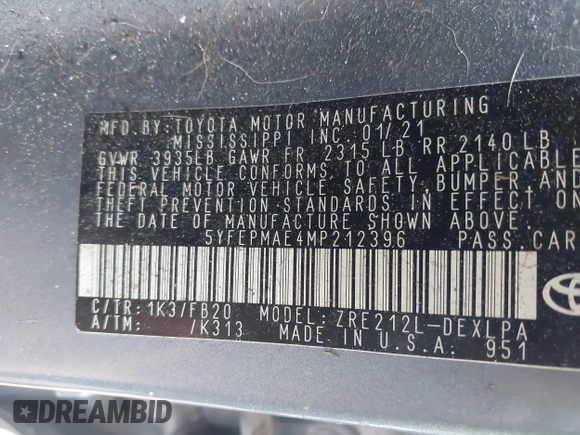 MFD. BY: TOYOTA MOTOR MANUFACTURING
MISSISSIPPI INC 01/21
GVWR 3935LB GAWR FR 2315 LB RR 2140 LB
THIS VEHICLE CONFORMS TO ALL APPLICABLE
FEDERAL MOTOR VEHICLE SAFETY, BUMPER, AND
THEFT PREVENTION STANDARDS IN EFFECT ON
THE DATE OF MANUFACTURE SHOWN ABOVE.
5YFEPMAE4MP212396 PASS. CAR
C/TR: 1K3/FB20 MODEL: ZRE212L-DEXLPA
A/TM: /K313 MADE IN U.S.A. 951
DREAMBID